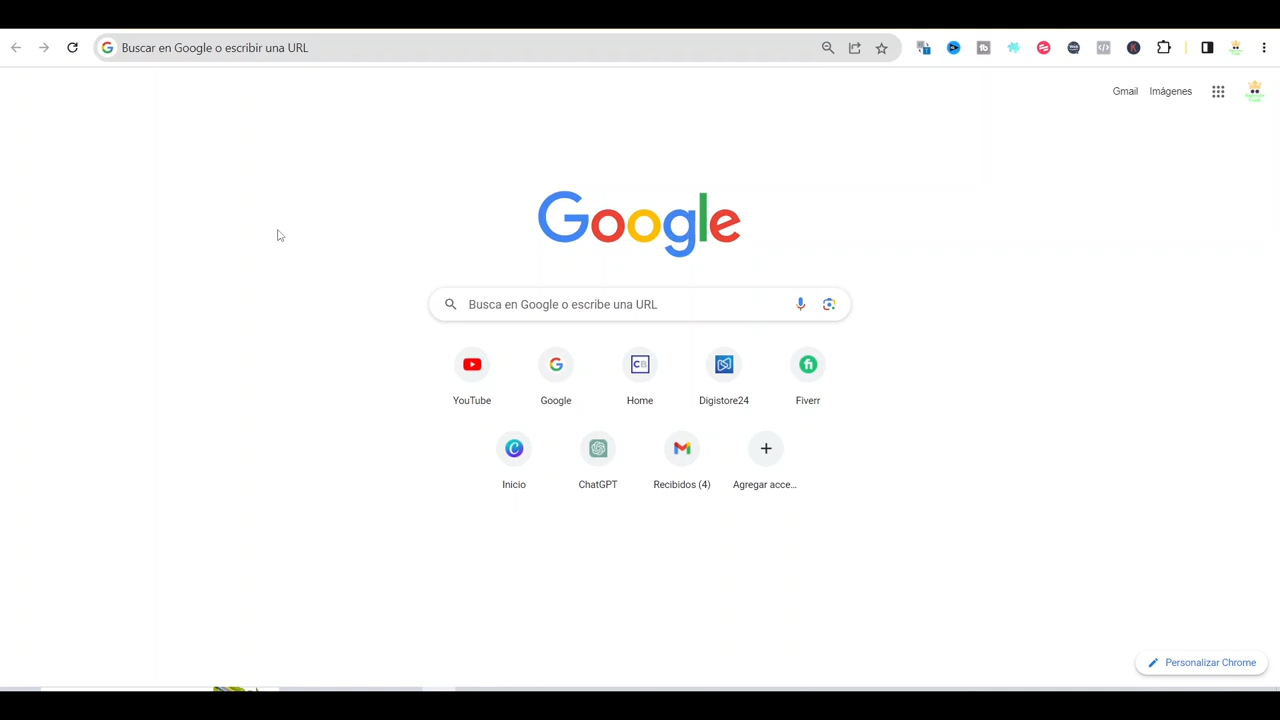 Buscar en Google o escribir una URL
Gmail Imágenes
Google
Busca en Google o escribe una URL
YouTube Google Home Digistore24 Fiverr
Inicio ChatGPT Recibidos (4) Agregar acce...
Personalizar Chrome